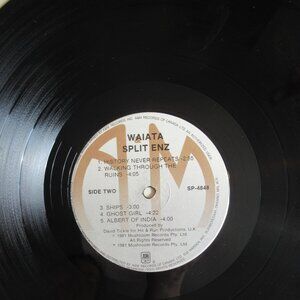 WAIATA
SPLIT ENZ
1. HISTORY NEVER REPEATS -2:55
2. WALKING THROUGH THE
RUINS -4:05
SIDE TWO
SP-4848
3. SHIPS -3:00
4. GHOST GIRL -4:22
5. ALBERT OF INDIA -4:00
Produced by
David Tickle for Hit & Run Productions, U.K.
All Rights Reserved
℗ 1981 Mushroom Records Pty. Ltd
© 1981 Mushroom Records Pty. Ltd
A&M